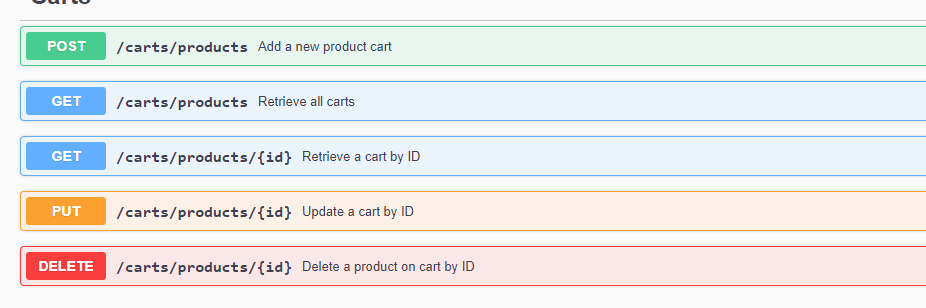 Carts
POST /carts/products Add a new product cart
GET /carts/products Retrieve all carts
GET /carts/products/{id} Retrieve a cart by ID
PUT /carts/products/{id} Update a cart by ID
DELETE /carts/products/{id} Delete a product on cart by ID